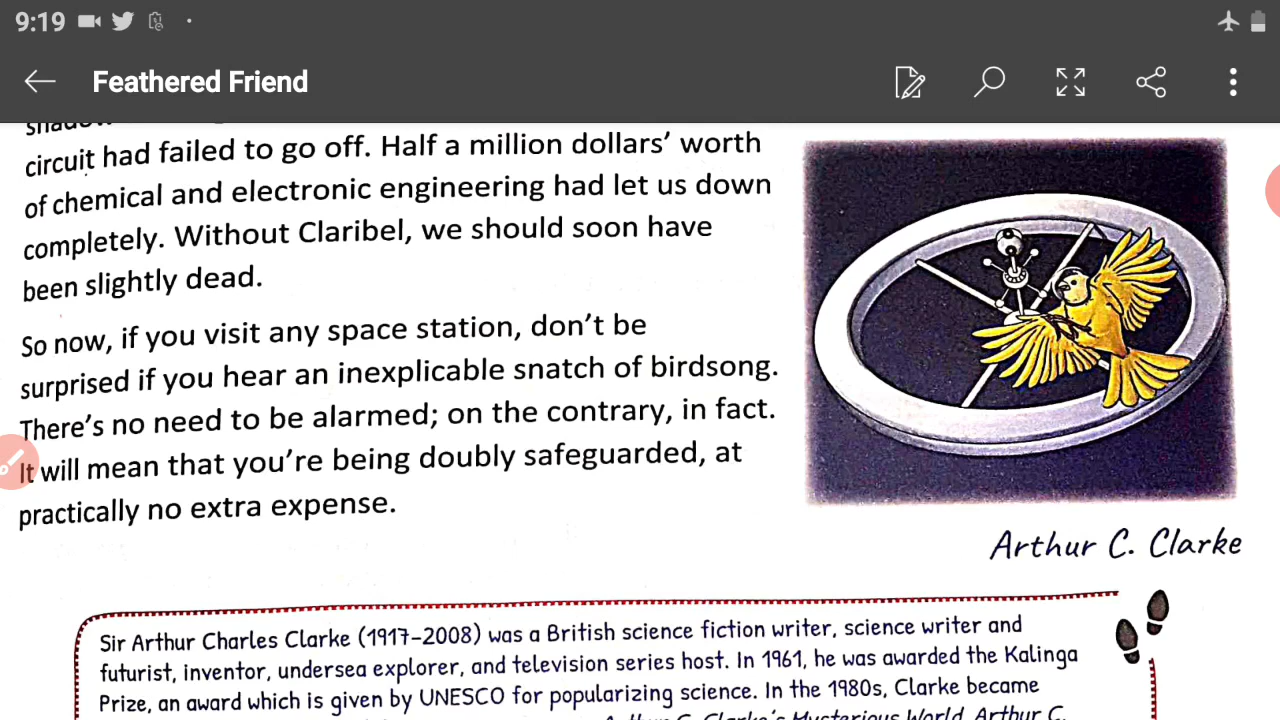 9:19
Feathered Friend
circuit had failed to go off. Half a million dollars’ worth
of chemical and electronic engineering had let us down
completely. Without Claribel, we should soon have
been slightly dead.
So now, if you visit any space station, don’t be
surprised if you hear an inexplicable snatch of birdsong.
There’s no need to be alarmed; on the contrary, in fact.
It will mean that you’re being doubly safeguarded, at
practically no extra expense.
Arthur C. Clarke
Sir Arthur Charles Clarke (1917–2008) was a British science fiction writer, science writer and
futurist, inventor, undersea explorer, and television series host. In 1961, he was awarded the Kalinga
Prize, an award which is given by UNESCO for popularizing science. In the 1980s, Clarke became
Arthur C. Clarke’s Mysterious World, Arthur C.